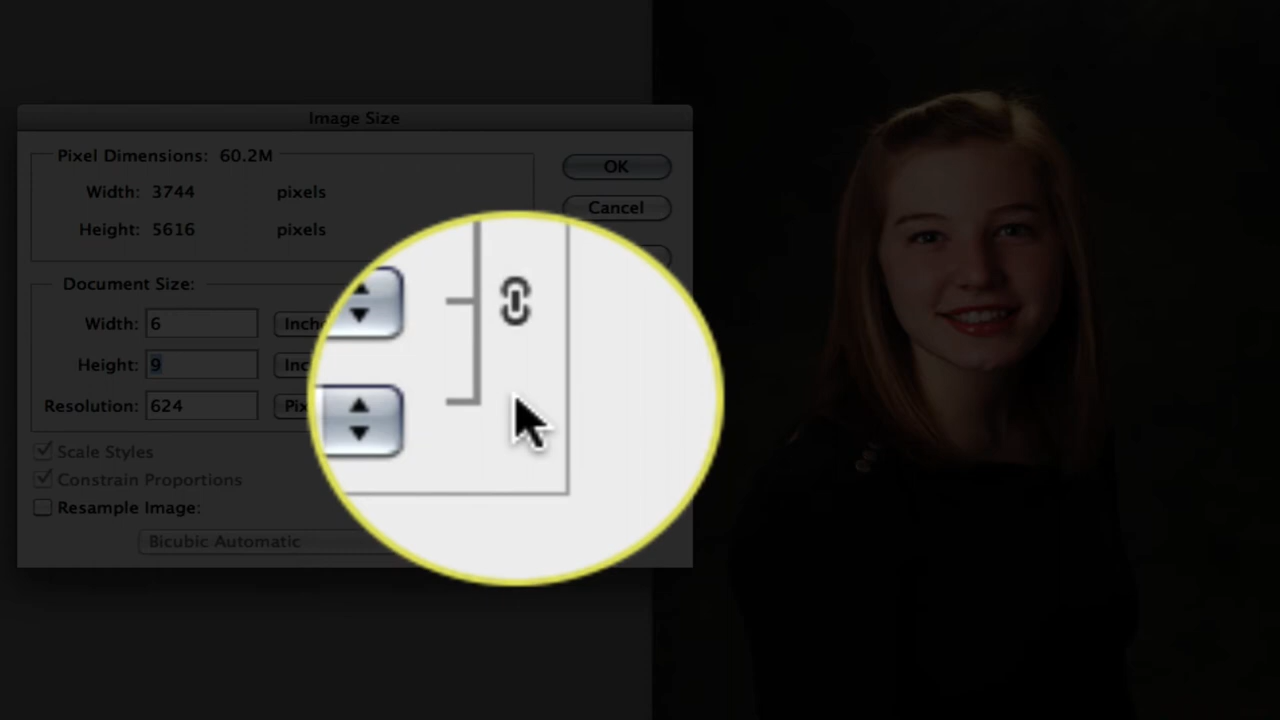 Image Size
Pixel Dimensions: 60.2M
OK
Width: 3744 pixels
Cancel
Height: 5616 pixels
Document Size:
Width: 6
Height: 9
Resolution: 624
Scale Styles
Constrain Proportions
Resample Image:
Bicubic Automatic